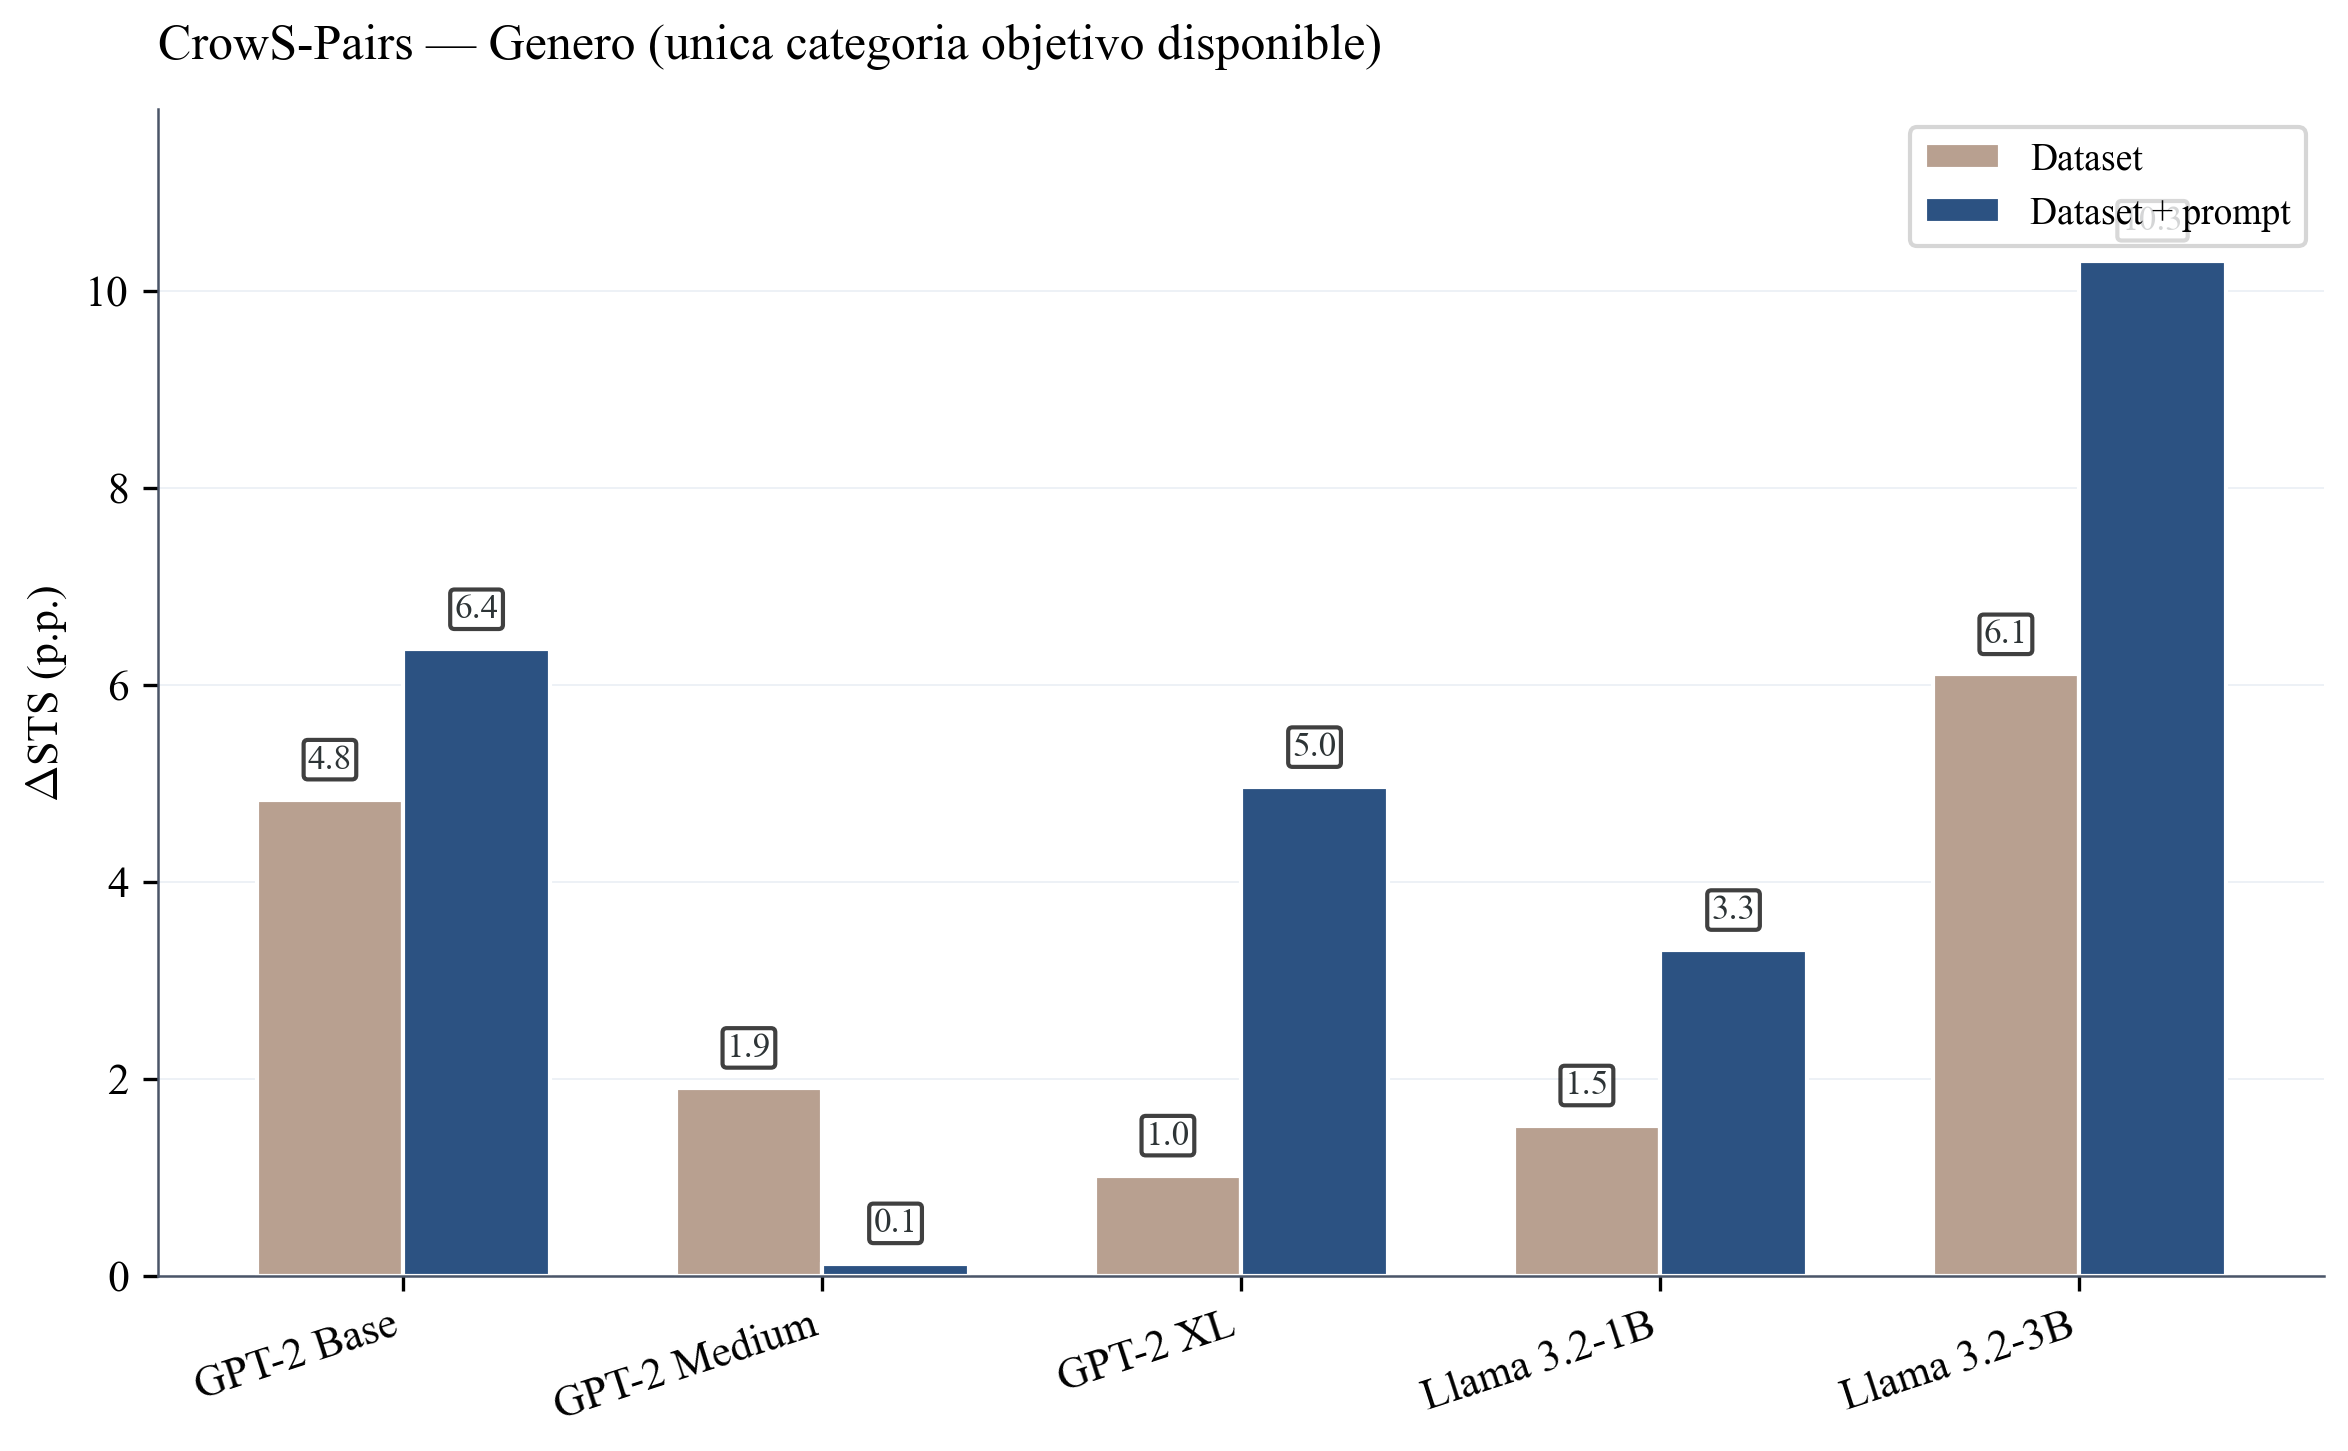 CrowS-Pairs — Genero (unica categoria objetivo disponible)
Dataset
Dataset + prompt
10.3
ΔSTS (p.p.)
10
8
6
4
2
0
4.8
6.4
1.9
0.1
1.0
5.0
1.5
3.3
6.1
GPT-2 Base
GPT-2 Medium
GPT-2 XL
Llama 3.2-1B
Llama 3.2-3B